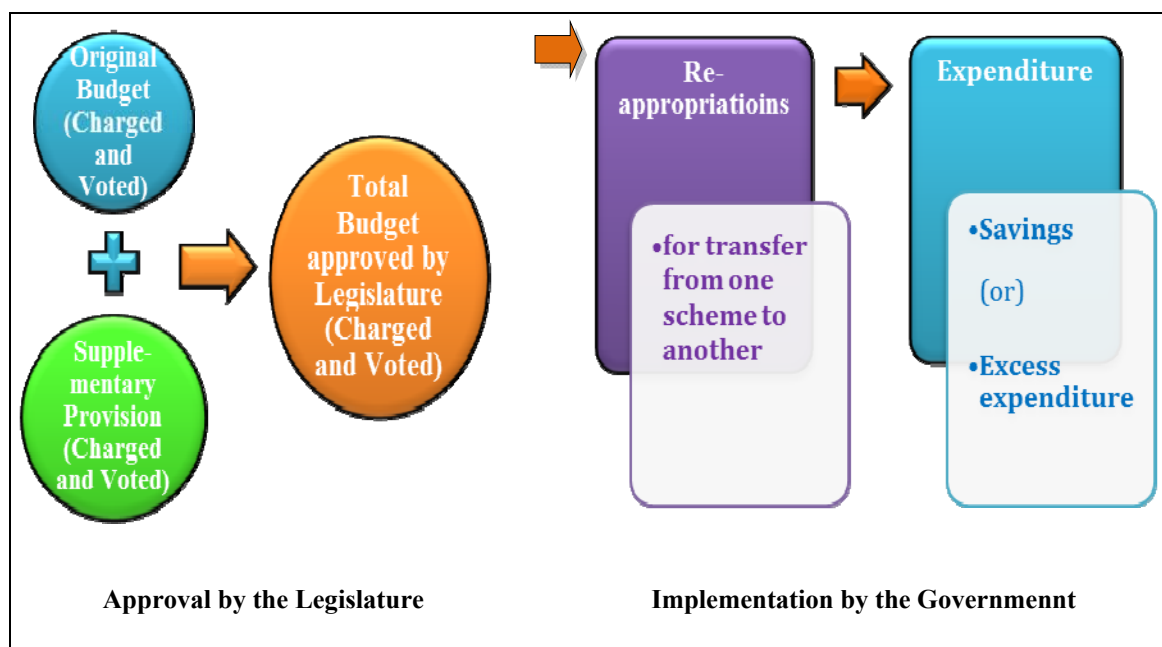 Original
Budget
(Charged
and
Voted)
Supple-
mentary
Provision
(Charged
and Voted)
Total
Budget
approved by
Legislature
(Charged
and Voted)
Re-
appropriatioins
•for transfer
from one
scheme to
another
Expenditure
•Savings
(or)
•Excess
expenditure
Approval by the Legislature
Implementation by the Governmennt